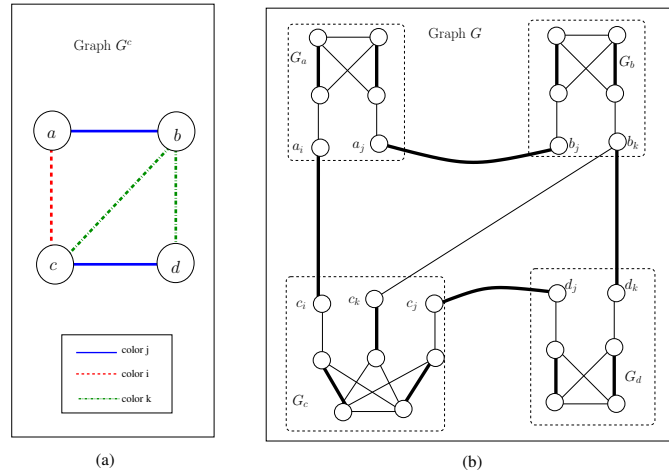 Graph G^c
a
b
c
d
color j
color i
color k
(a)
Graph G
G_a
G_b
a_i
a_j
b_j
b_k
c_i
c_k
c_j
d_j
d_k
G_c
G_d
(b)